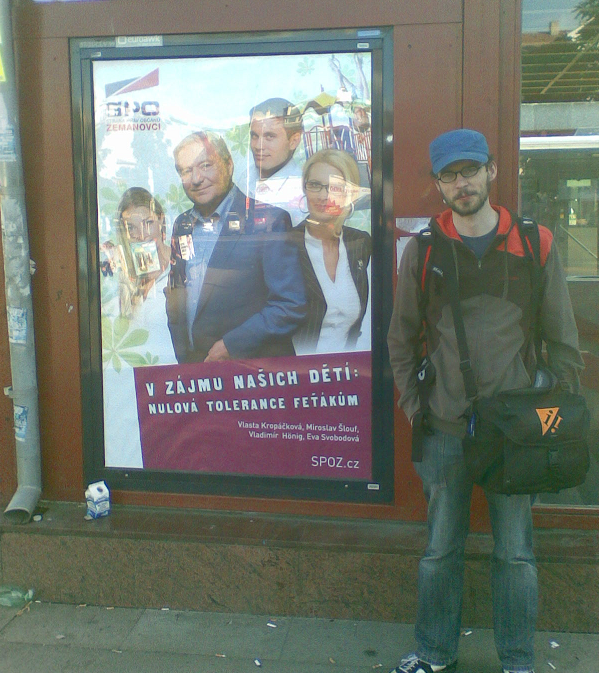 SPO
ZEMANOVCI
V ZÁJMU NAŠICH DĚTÍ:
NULOVÁ TOLERANCE FEŤÁKŮM
Vlasta Kropáčková, Miroslav Šlouf,
Vladimír Hönig, Eva Svobodová
SPOZ.cz